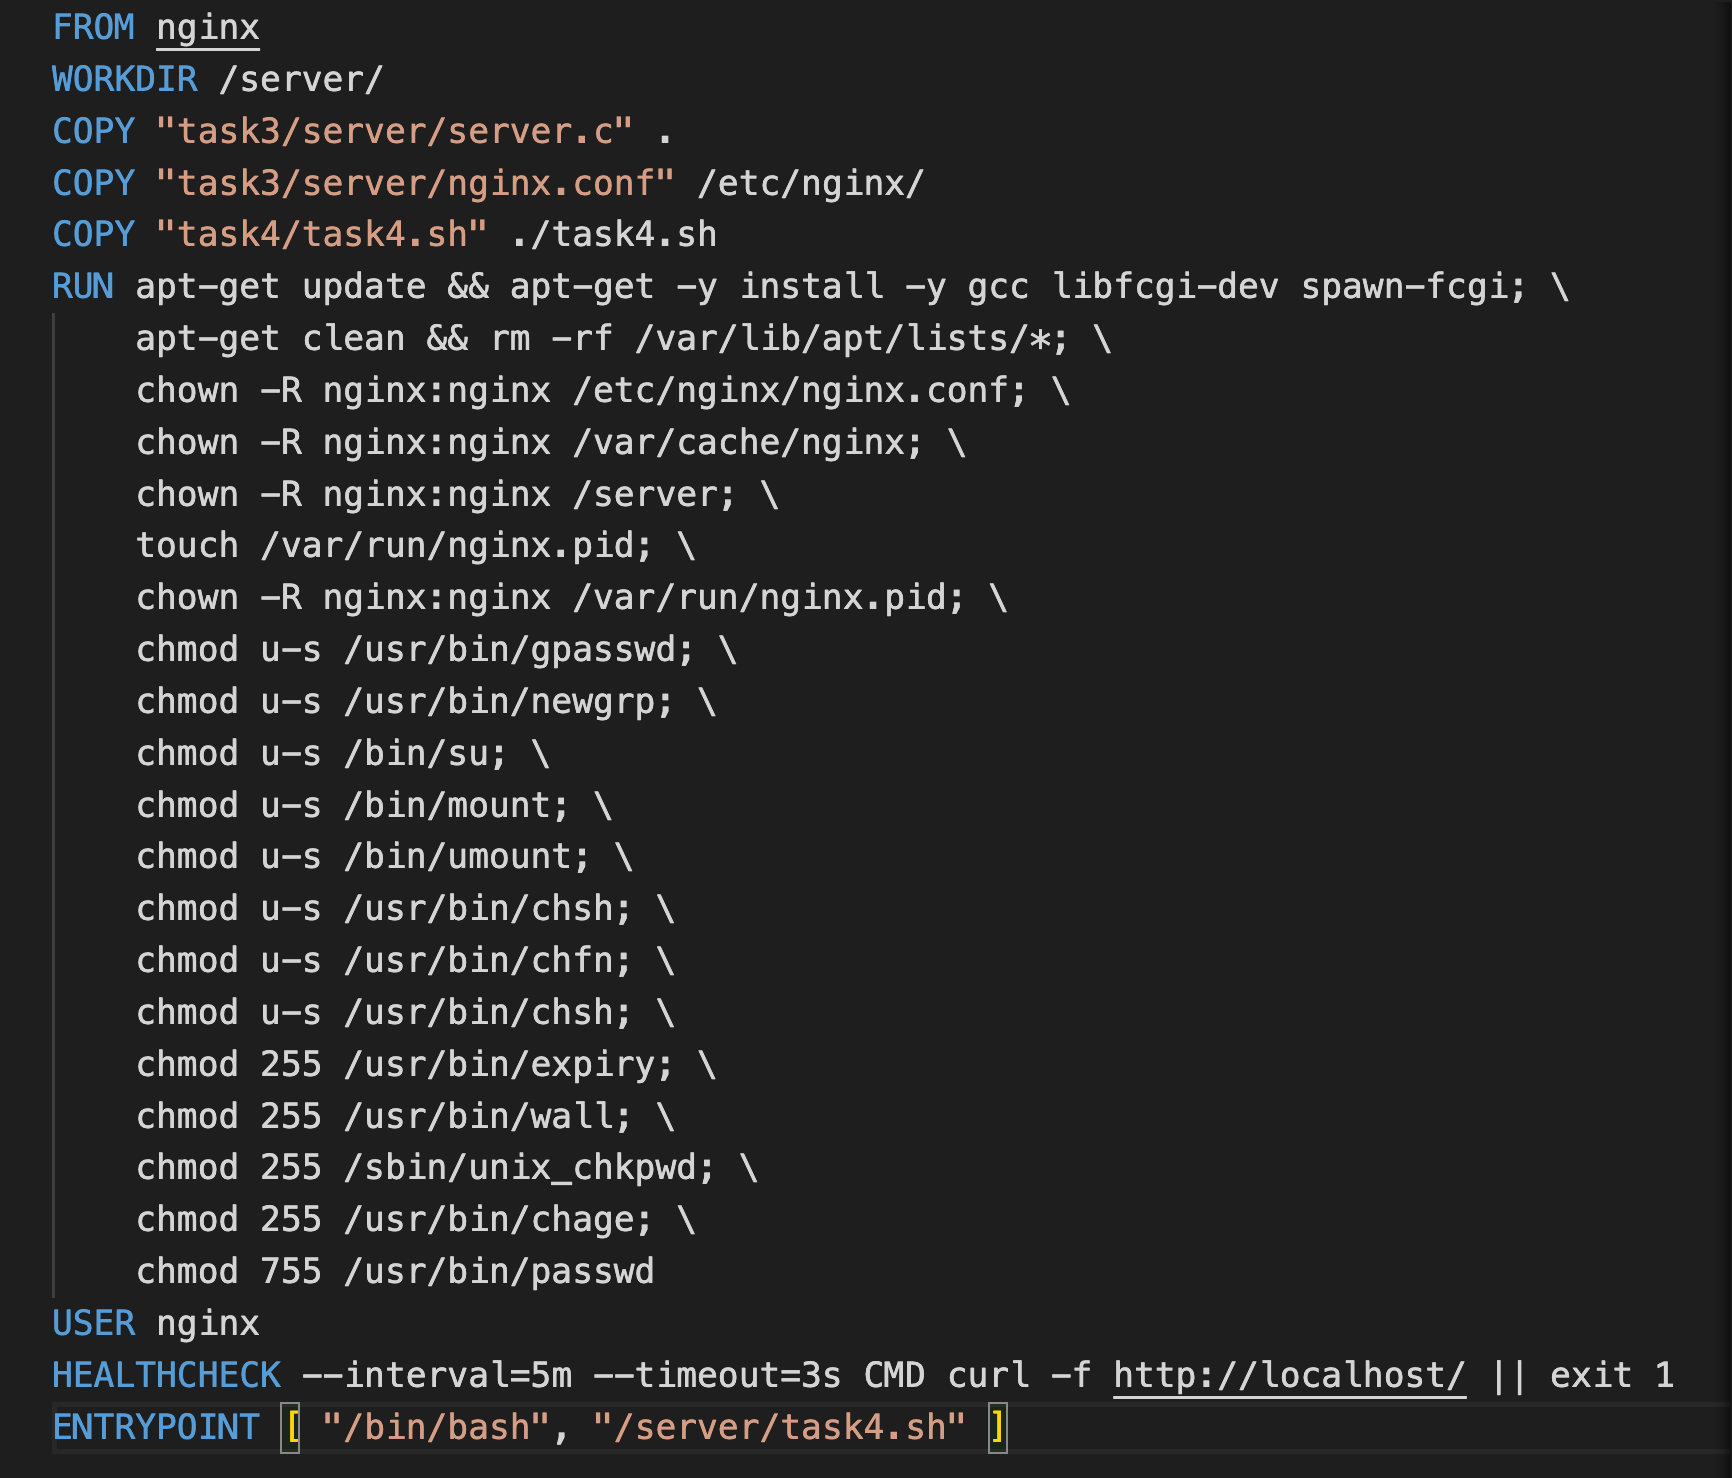 FROM nginx
WORKDIR /server/
COPY "task3/server/server.c" .
COPY "task3/server/nginx.conf" /etc/nginx/
COPY "task4/task4.sh" ./task4.sh
RUN apt-get update && apt-get -y install -y gcc libfcgi-dev spawn-fcgi; \
    apt-get clean && rm -rf /var/lib/apt/lists/*; \
    chown -R nginx:nginx /etc/nginx/nginx.conf; \
    chown -R nginx:nginx /var/cache/nginx; \
    chown -R nginx:nginx /server; \
    touch /var/run/nginx.pid; \
    chown -R nginx:nginx /var/run/nginx.pid; \
    chmod u-s /usr/bin/gpasswd; \
    chmod u-s /usr/bin/newgrp; \
    chmod u-s /bin/su; \
    chmod u-s /bin/mount; \
    chmod u-s /bin/umount; \
    chmod u-s /usr/bin/chsh; \
    chmod u-s /usr/bin/chfn; \
    chmod u-s /usr/bin/chsh; \
    chmod 255 /usr/bin/expiry; \
    chmod 255 /usr/bin/wall; \
    chmod 255 /sbin/unix_chkpwd; \
    chmod 255 /usr/bin/chage; \
    chmod 755 /usr/bin/passwd
USER nginx
HEALTHCHECK --interval=5m --timeout=3s CMD curl -f http://localhost/ || exit 1
ENTRYPOINT [ "/bin/bash", "/server/task4.sh" ]